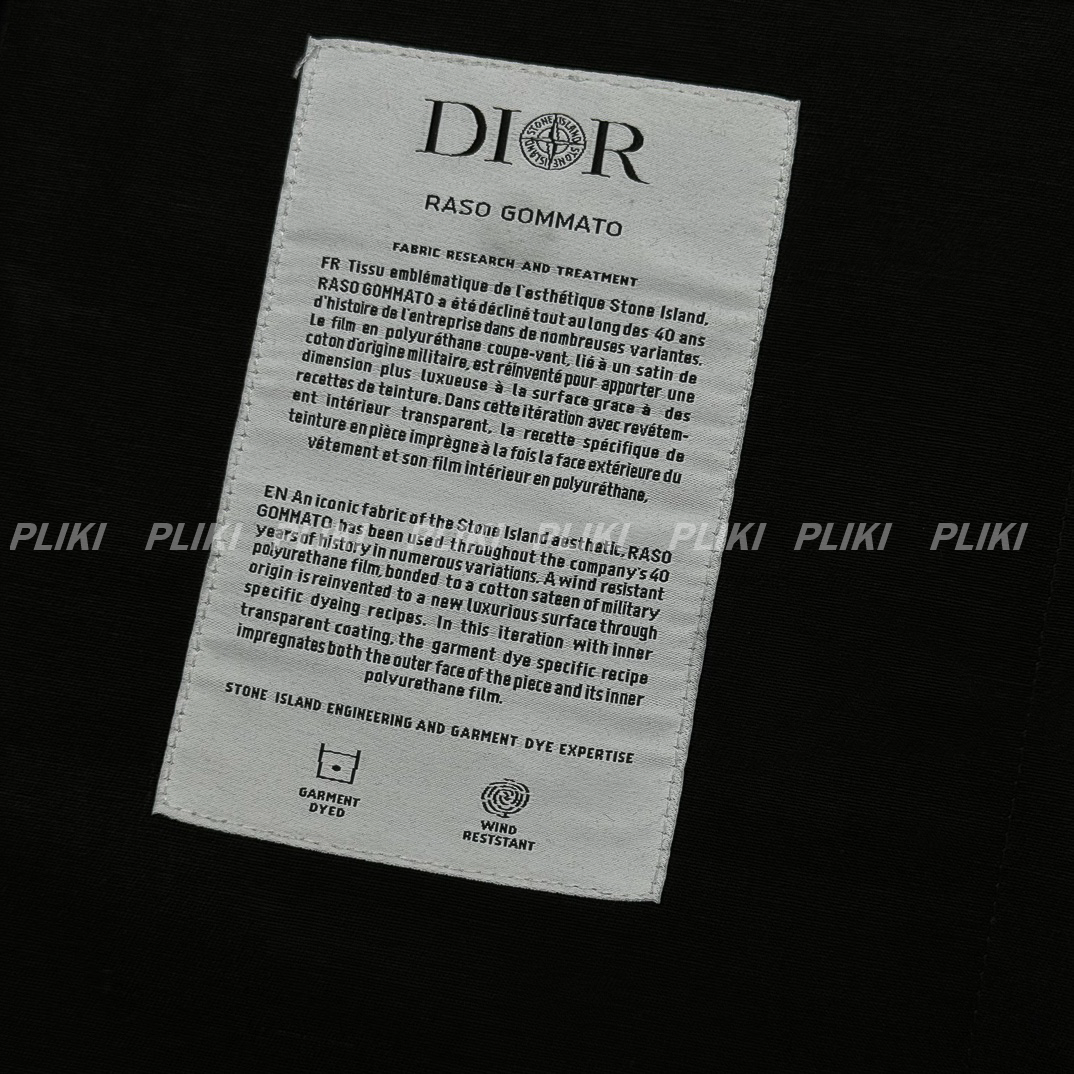 DIOR
STONE ISLAND STONE ISLAND
RASO GOMMATO
FABRIC RESEARCH AND TREATMENT
FR Tissu emblématique de l'esthétique Stone Island,
RASO GOMMATO a été décliné tout au long des 40 ans
d'histoire de l'entreprise dans de nombreuses variantes.
Le film en polyuréthane coupe-vent, lié à un satin de
coton d'origine militaire, est réinventé pour apporter une
dimension plus luxueuse à la surface grace à des
recettes de teinture. Dans cette itération avec revétem-
ent intérieur transparent, la recette spécifique de
teinture en pièce imprègne à la fois la face extérieure du
vétement et son film intérieur en polyuréthane,
EN An iconic fabric of the Stone Island aesthetic, RASO
GOMMATO has been used throughout the company's 40
years of history in numerous variations. A wind resistant
polyurethane film, bonded to a cotton sateen of military
origin is reinvented to a new luxurious surface through
specific dyeing recipes. In this iteration with inner
transparent coating, the garment dye specific recipe
impregnates both the outer face of the piece and its inner
polyurethane film.
STONE ISLAND ENGINEERING AND GARMENT DYE EXPERTISE
GARMENT
DYED
WIND
RESTSTANT
PLIKI PLIKI PLIKI PLIKI PLIKI PLIKI PLIKI PLIKI